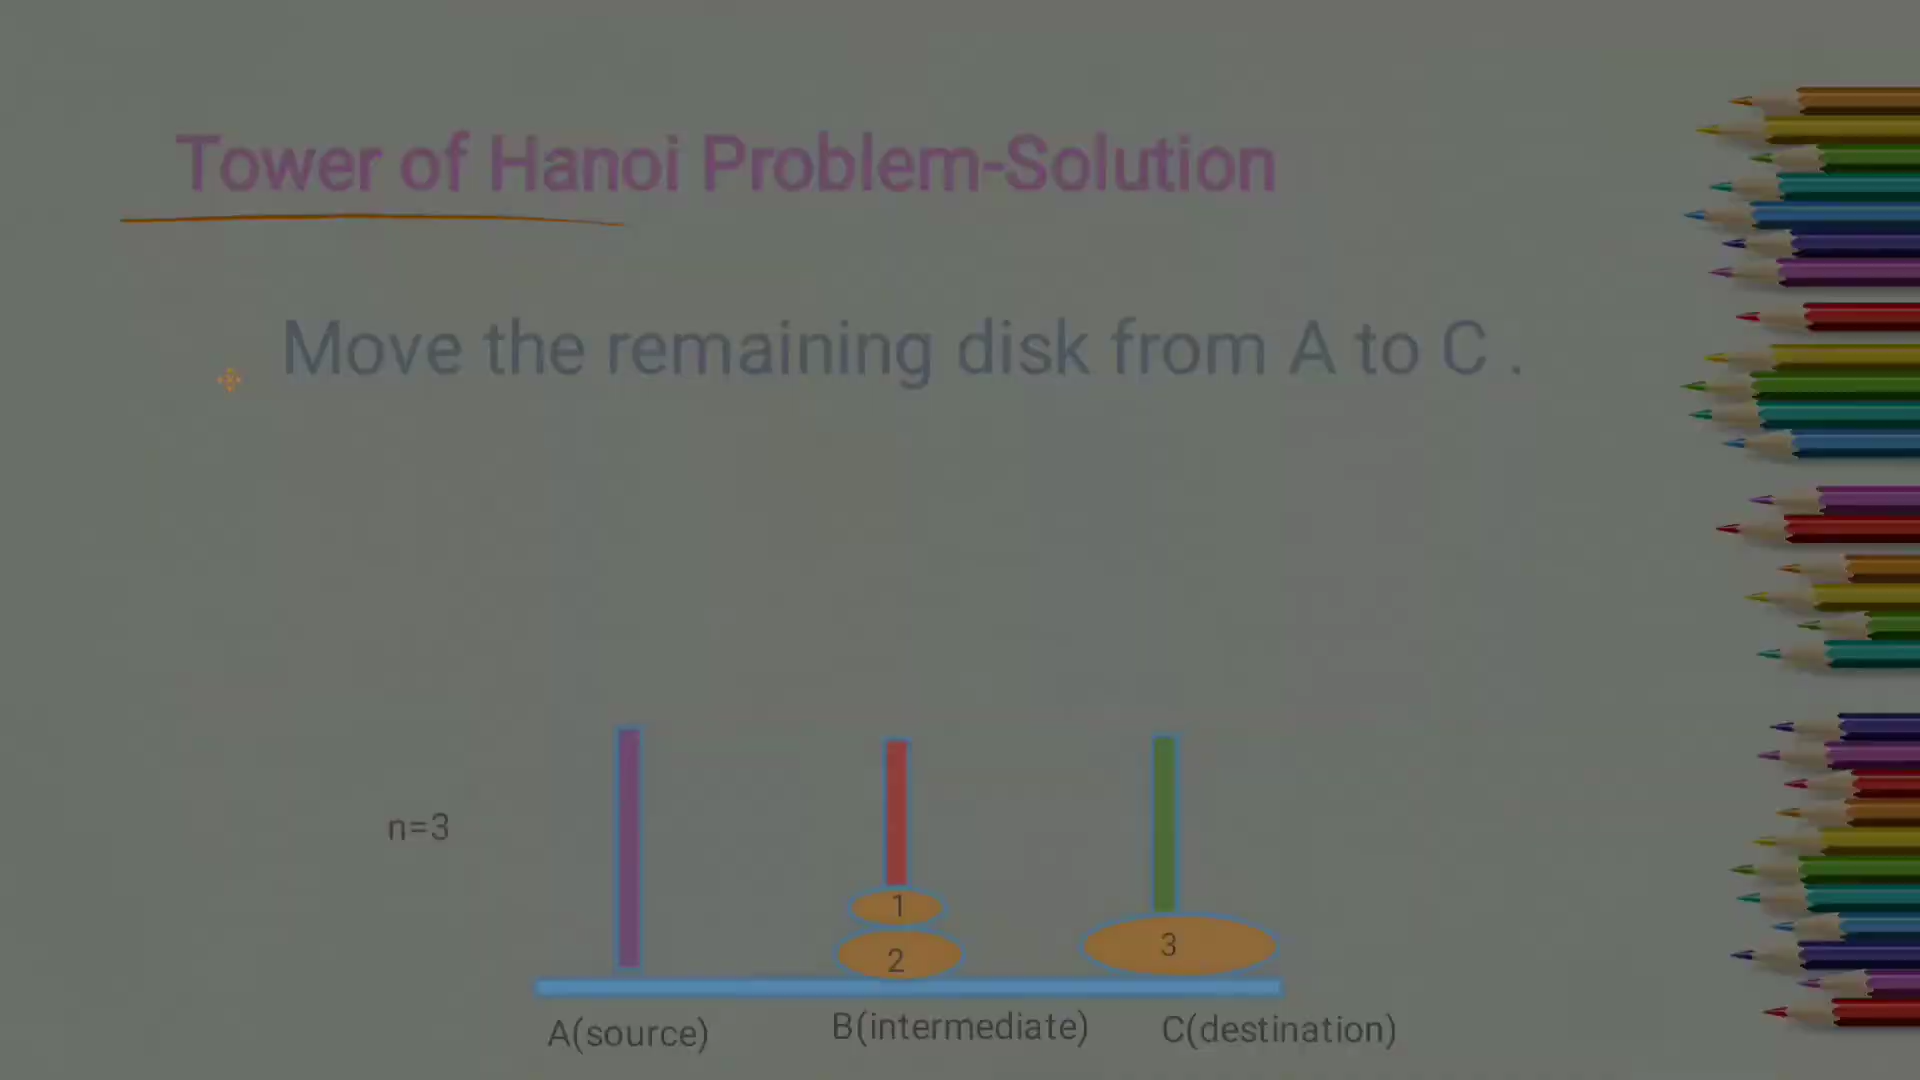 Tower of Hanoi Problem-Solution
Move the remaining disk from A to C .
n=3
1
2
3
A(source)
B(intermediate)
C(destination)